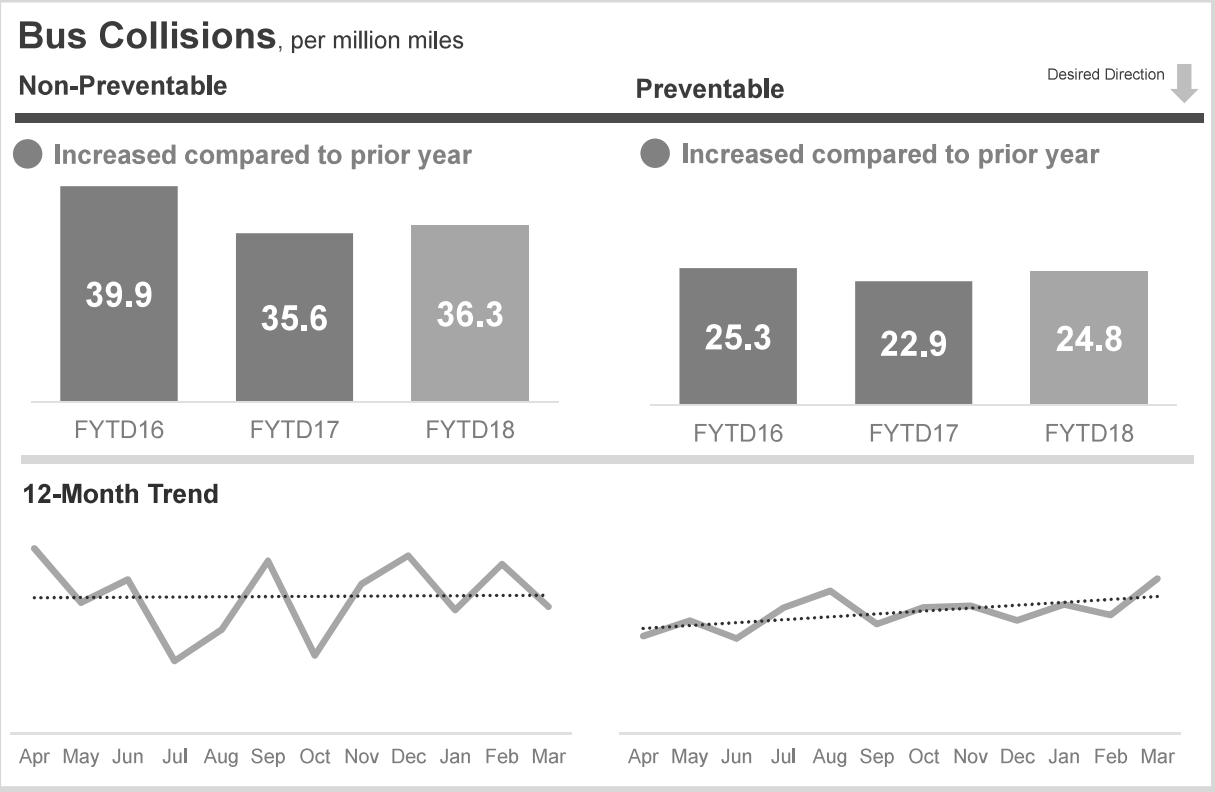 Bus Collisions, per million miles
Non-Preventable
Preventable
Desired Direction
Increased compared to prior year
39.9
35.6
36.3
FYTD16 FYTD17 FYTD18
Increased compared to prior year
25.3
22.9
24.8
FYTD16 FYTD17 FYTD18
12-Month Trend
Apr May Jun Jul Aug Sep Oct Nov Dec Jan Feb Mar
Apr May Jun Jul Aug Sep Oct Nov Dec Jan Feb Mar